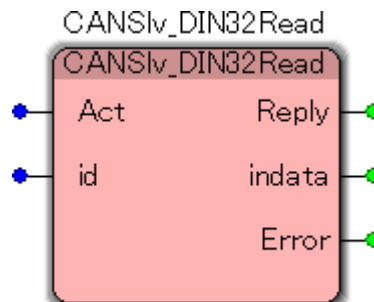 CANSlv_DIN32Read
CANSlv_DIN32Read
Act Reply
id indata
Error